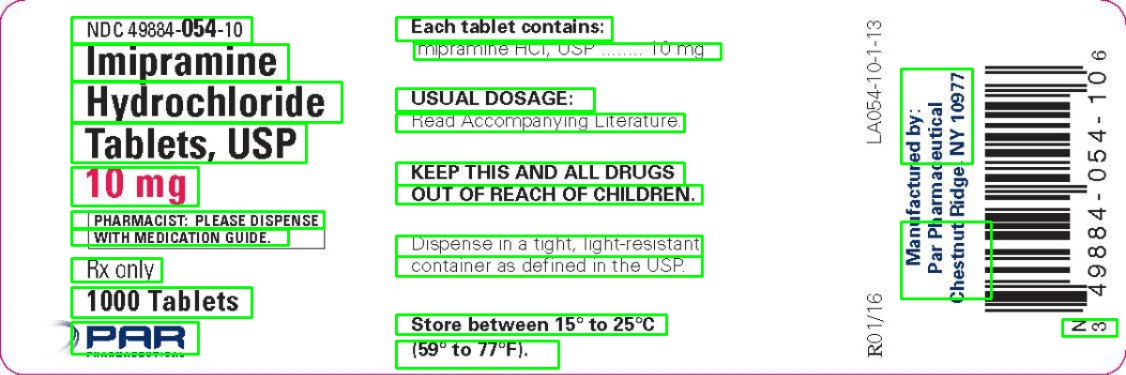 NDC 49884-054-10
Imipramine
Hydrochloride
Tablets, USP
10 mg
PHARMACIST: PLEASE DISPENSE
WITH MEDICATION GUIDE.
Rx only
1000 Tablets
PAR
PHARMACEUTICAL
Each tablet contains:
Imipramine HCl, USP ........ 10 mg
USUAL DOSAGE:
Read Accompanying Literature.
KEEP THIS AND ALL DRUGS
OUT OF REACH OF CHILDREN.
Dispense in a tight, light-resistant
container as defined in the USP.
Store between 15° to 25°C
(59° to 77°F).
LA054-10-1-13
R01/16
Manufactured by:
Par Pharmaceutical
Chestnut Ridge, NY 10977
N
3 49884-054-10 6